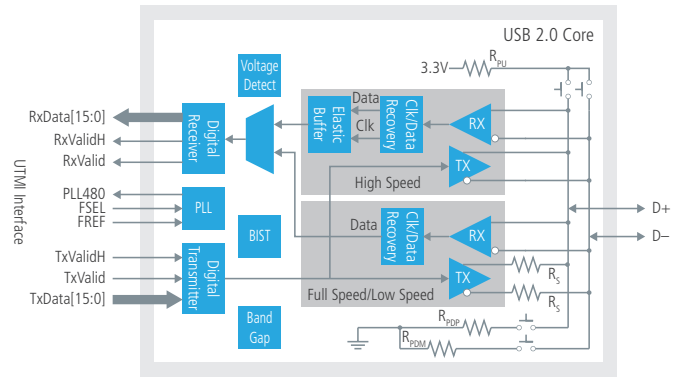 USB 2.0 Core
3.3V
RPU
Voltage
Detect
RxData[15:0]
RxValidH
RxValid
Digital
Receiver
Data
Clk
Elastic
Buffer
Clk/Data
Recovery
RX
TX
High Speed
UTMI Interface
PLL480
FSEL
FREF
PLL
BIST
D+
D–
Data
Clk/Data
Recovery
RX
TX
RS
RS
Full Speed/Low Speed
TxValidH
TxValid
TxData[15:0]
Digital
Transmitter
Band
Gap
RPDP
RPDM